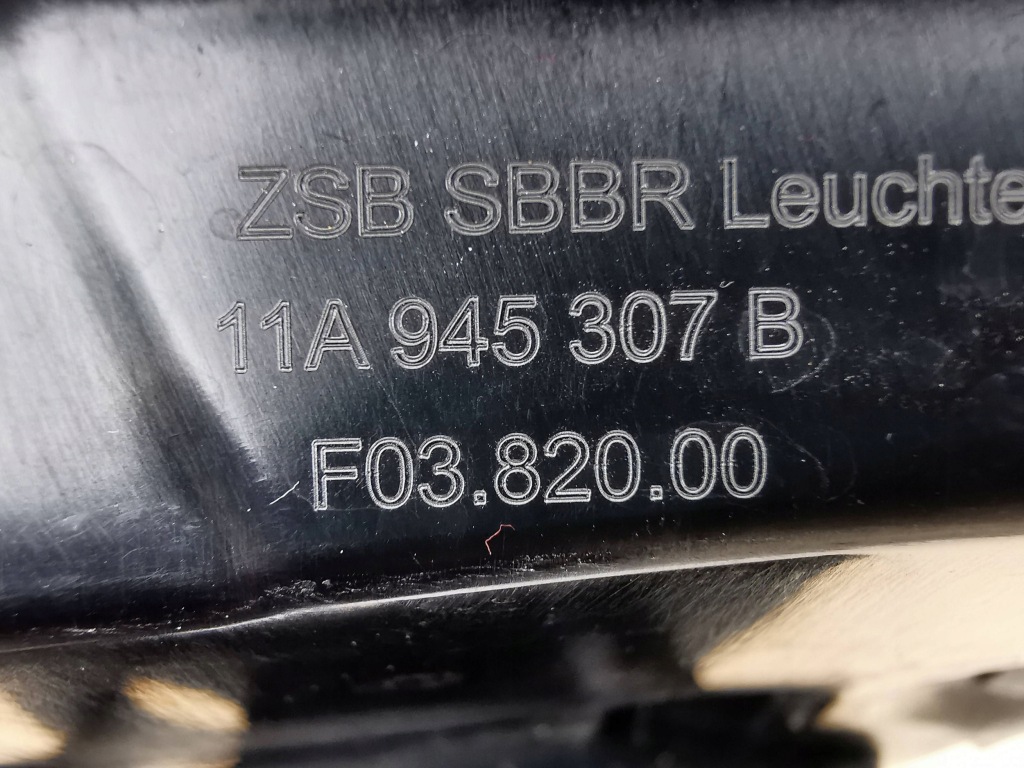 ZSB SBBR Leuchte
11A 945 307 B
F03.820.00